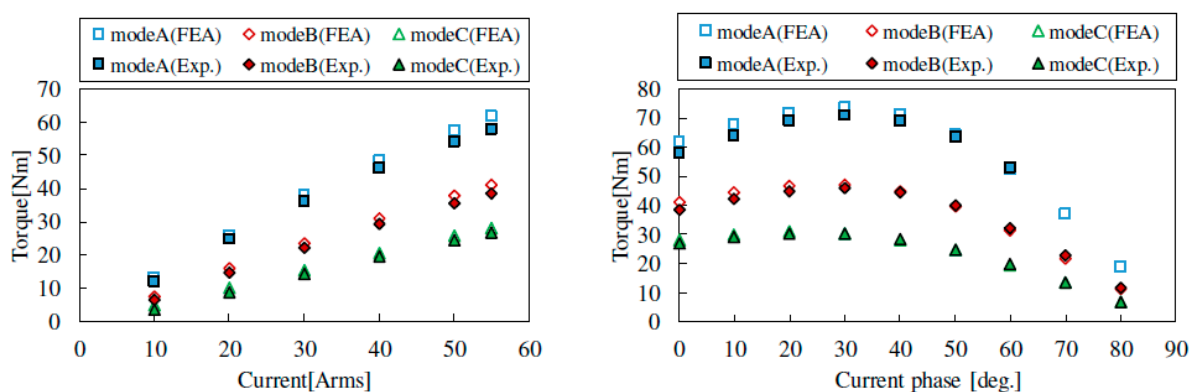 modeA(FEA) modeB(FEA) modeC(FEA)
modeA(Exp.) modeB(Exp.) modeC(Exp.)
70
60
50
40
30
20
10
0
Torque[Nm]
0 10 20 30 40 50 60
Current[Arms]
modeA(FEA) modeB(FEA) modeC(FEA)
modeA(Exp.) modeB(Exp.) modeC(Exp.)
80
70
60
50
40
30
20
10
0
Torque[Nm]
0 10 20 30 40 50 60 70 80 90
Current phase [deg.]